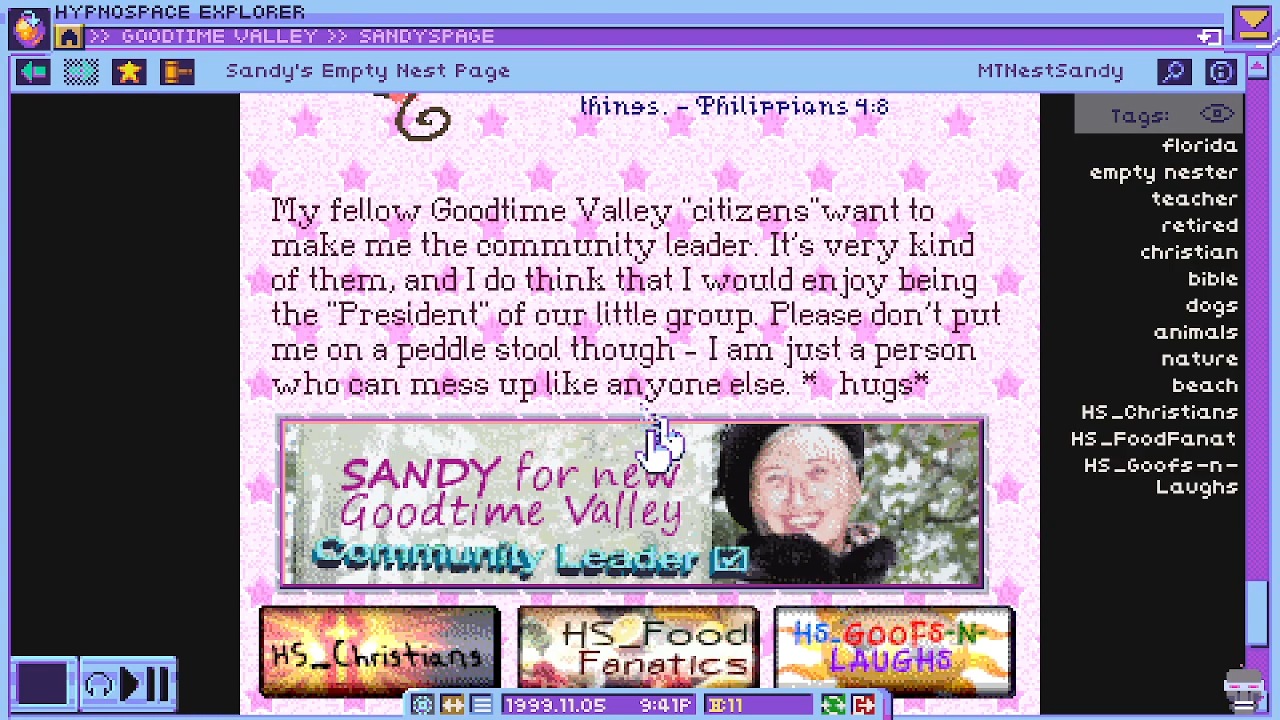 HYPNOSPACE EXPLORER
>> GOODTIME VALLEY >> SANDYSPAGE
Sandy's Empty Nest Page
MTNestSandy
things. - Philippians 4:8
My fellow Goodtime Valley "citizens" want to
make me the community leader. It's very kind
of them, and I do think that I would enjoy being
the "President" of our little group. Please don't put
me on a peddle stool though - I am just a person
who can mess up like anyone else. * hugs*
SANDY for new
Goodtime Valley
Community Leader
HS_Christians
HS_Food
Fanatics
HS_GOOFS-N-
LAUGHS
Tags:
florida
empty nester
teacher
retired
christian
bible
dogs
animals
nature
beach
HS_Christians
HS_FoodFanat
HS_Goofs-n-
Laughs
1999.11.05 9:41P 11